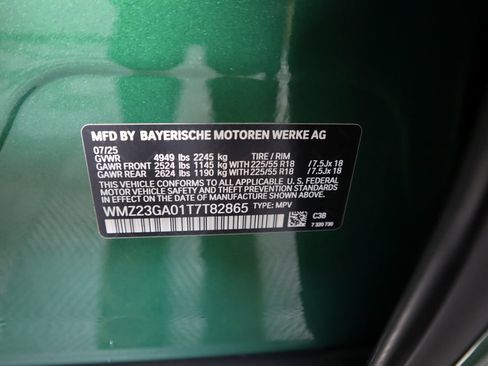 MFD BY BAYERISCHE MOTOREN WERKE AG
07/25
GVWR 4949 lbs 2245 kg TIRE / RIM
GAWR FRONT 2524 lbs 1145 kg WITH 225/55 R18 /7.5Jx 18
GAWR REAR 2624 lbs 1190 kg WITH 225/55 R18 /7.5Jx 18
THIS VEHICLE CONFORMS TO ALL APPLICABLE U.S. FEDERAL
MOTOR VEHICLE SAFETY AND THEFT PREVENTION STANDARDS
IN EFFECT ON THE DATE OF MANUFACTURE SHOWN ABOVE.
WMZ23GA01T7T82865 TYPE: MPV
C3B
7 320 730